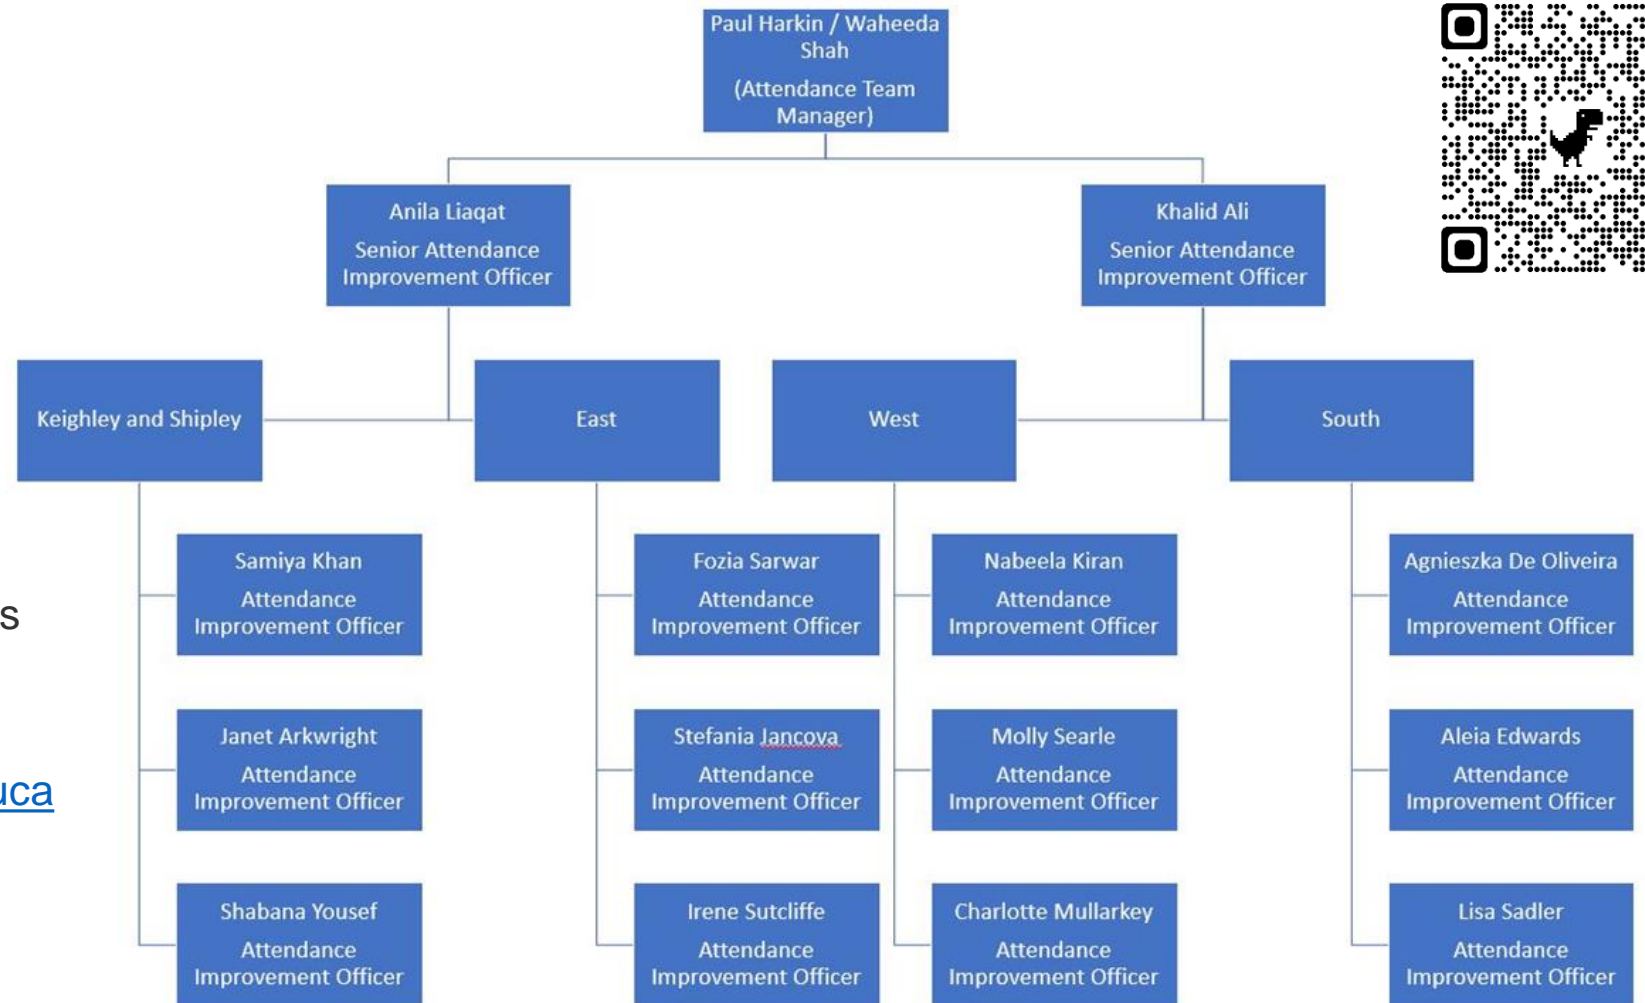 Paul Harkin / Waheeda
Shah
(Attendance Team
Manager)
Anila Liaqat
Senior Attendance
Improvement Officer
Khalid Ali
Senior Attendance
Improvement Officer
Keighley and Shipley
East
West
South
Samiya Khan
Attendance
Improvement Officer
Fozia Sarwar
Attendance
Improvement Officer
Nabeela Kiran
Attendance
Improvement Officer
Agnieszka De Oliveira
Attendance
Improvement Officer
s
Janet Arkwright
Attendance
Improvement Officer
Stefania Jancova
Attendance
Improvement Officer
Molly Searle
Attendance
Improvement Officer
Aleia Edwards
Attendance
Improvement Officer
uca
Shabana Yousef
Attendance
Improvement Officer
Irene Sutcliffe
Attendance
Improvement Officer
Charlotte Mullarkey
Attendance
Improvement Officer
Lisa Sadler
Attendance
Improvement Officer